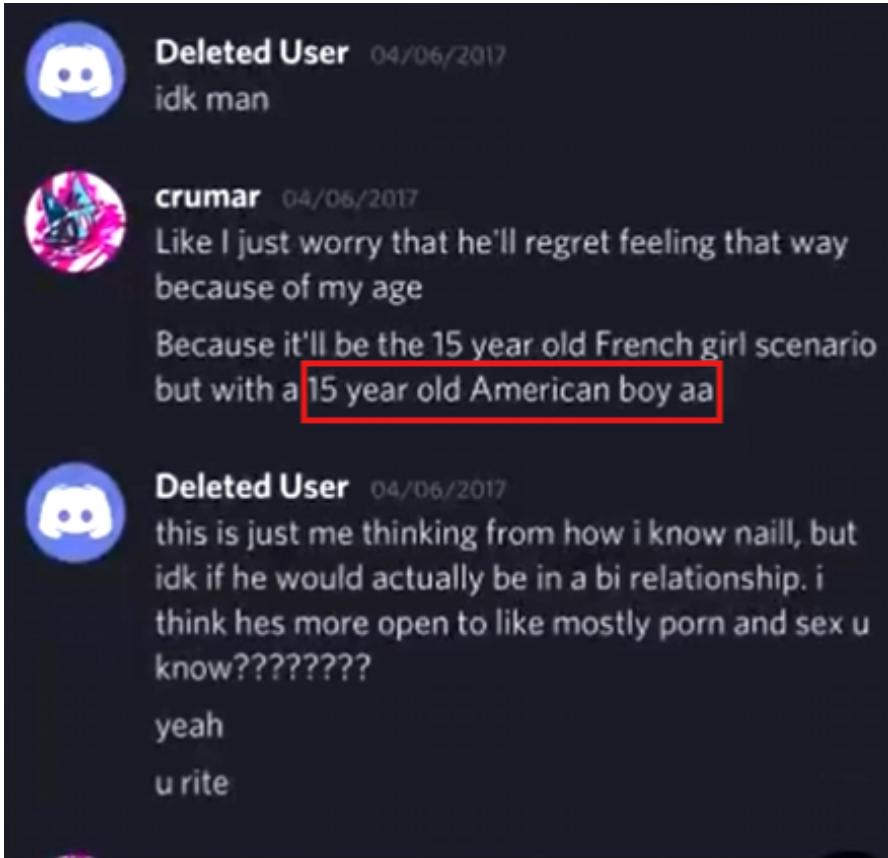 Deleted User 04/06/2017
idk man
crumar 04/06/2017
Like I just worry that he'll regret feeling that way
because of my age
Because it'll be the 15 year old French girl scenario
but with a 15 year old American boy aa
Deleted User 04/06/2017
this is just me thinking from how i know naill, but
idk if he would actually be in a bi relationship. i
think hes more open to like mostly porn and sex u
know????????
yeah
u rite